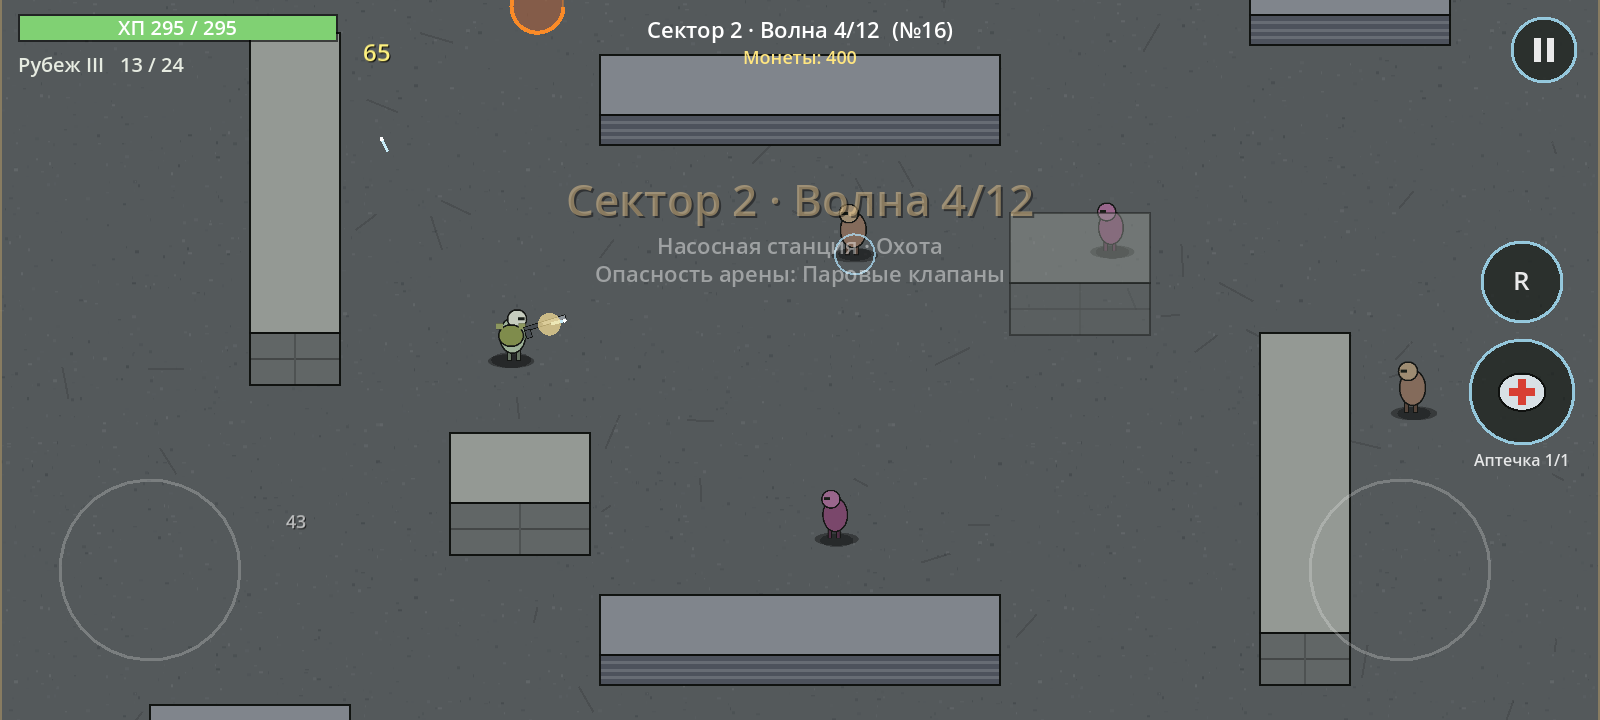 ХП 295 / 295
Рубеж III 13 / 24
65
Сектор 2 · Волна 4/12 (№16)
Монеты: 400
Сектор 2 · Волна 4/12
Насосная станция · Охота
Опасность арены: Паровые клапаны
R
Аптечка 1/1
43